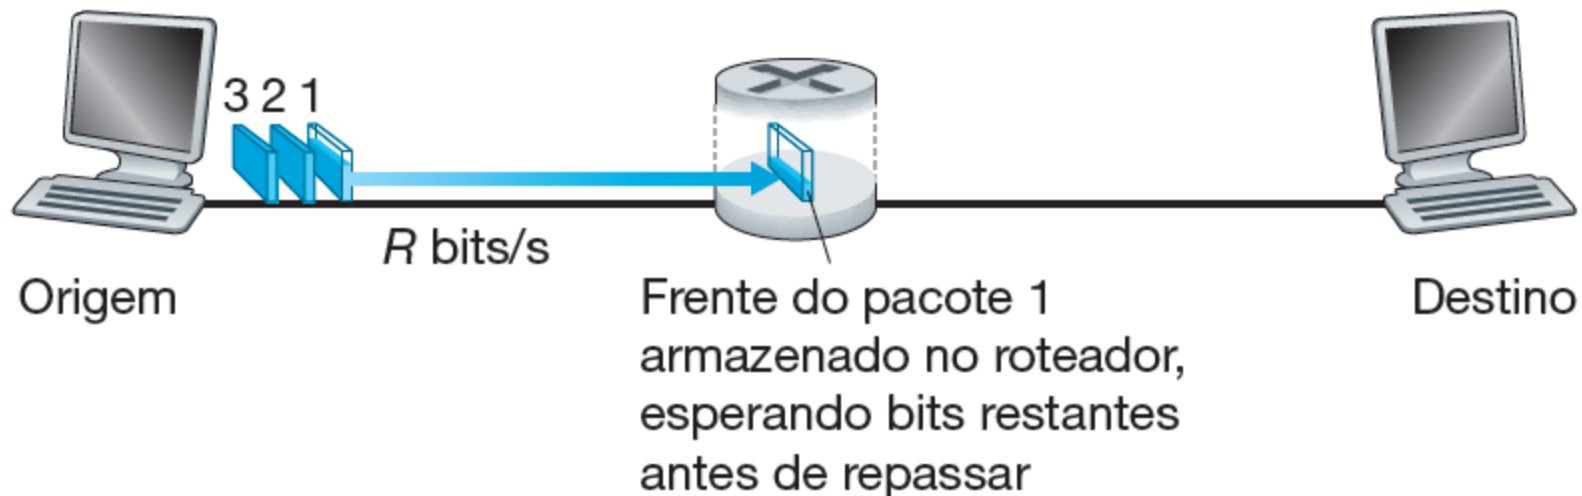 3 2 1
R bits/s
Origem
Frente do pacote 1
armazenado no roteador,
esperando bits restantes
antes de repassar
Destino